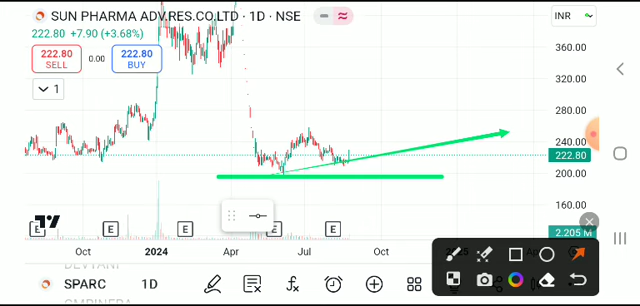 SUN PHARMA ADV.RES.CO.LTD · 1D · NSE
INR
222.80 +7.90 (+3.68%)
222.80
SELL
0.00
222.80
BUY
1
360.00
320.00
280.00
240.00
222.80
200.00
2.205 M
E E E E E
Oct 2024 Apr Jul Oct 2025 Ap
SPARC 1D